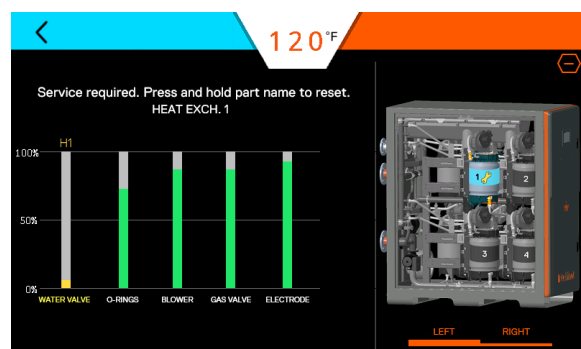 120°F
Service required. Press and hold part name to reset.
HEAT EXCH. 1
H1
100%
50%
0%
WATER VALVE O-RINGS BLOWER GAS VALVE ELECTRODE
1 2
3 4
LEFT RIGHT